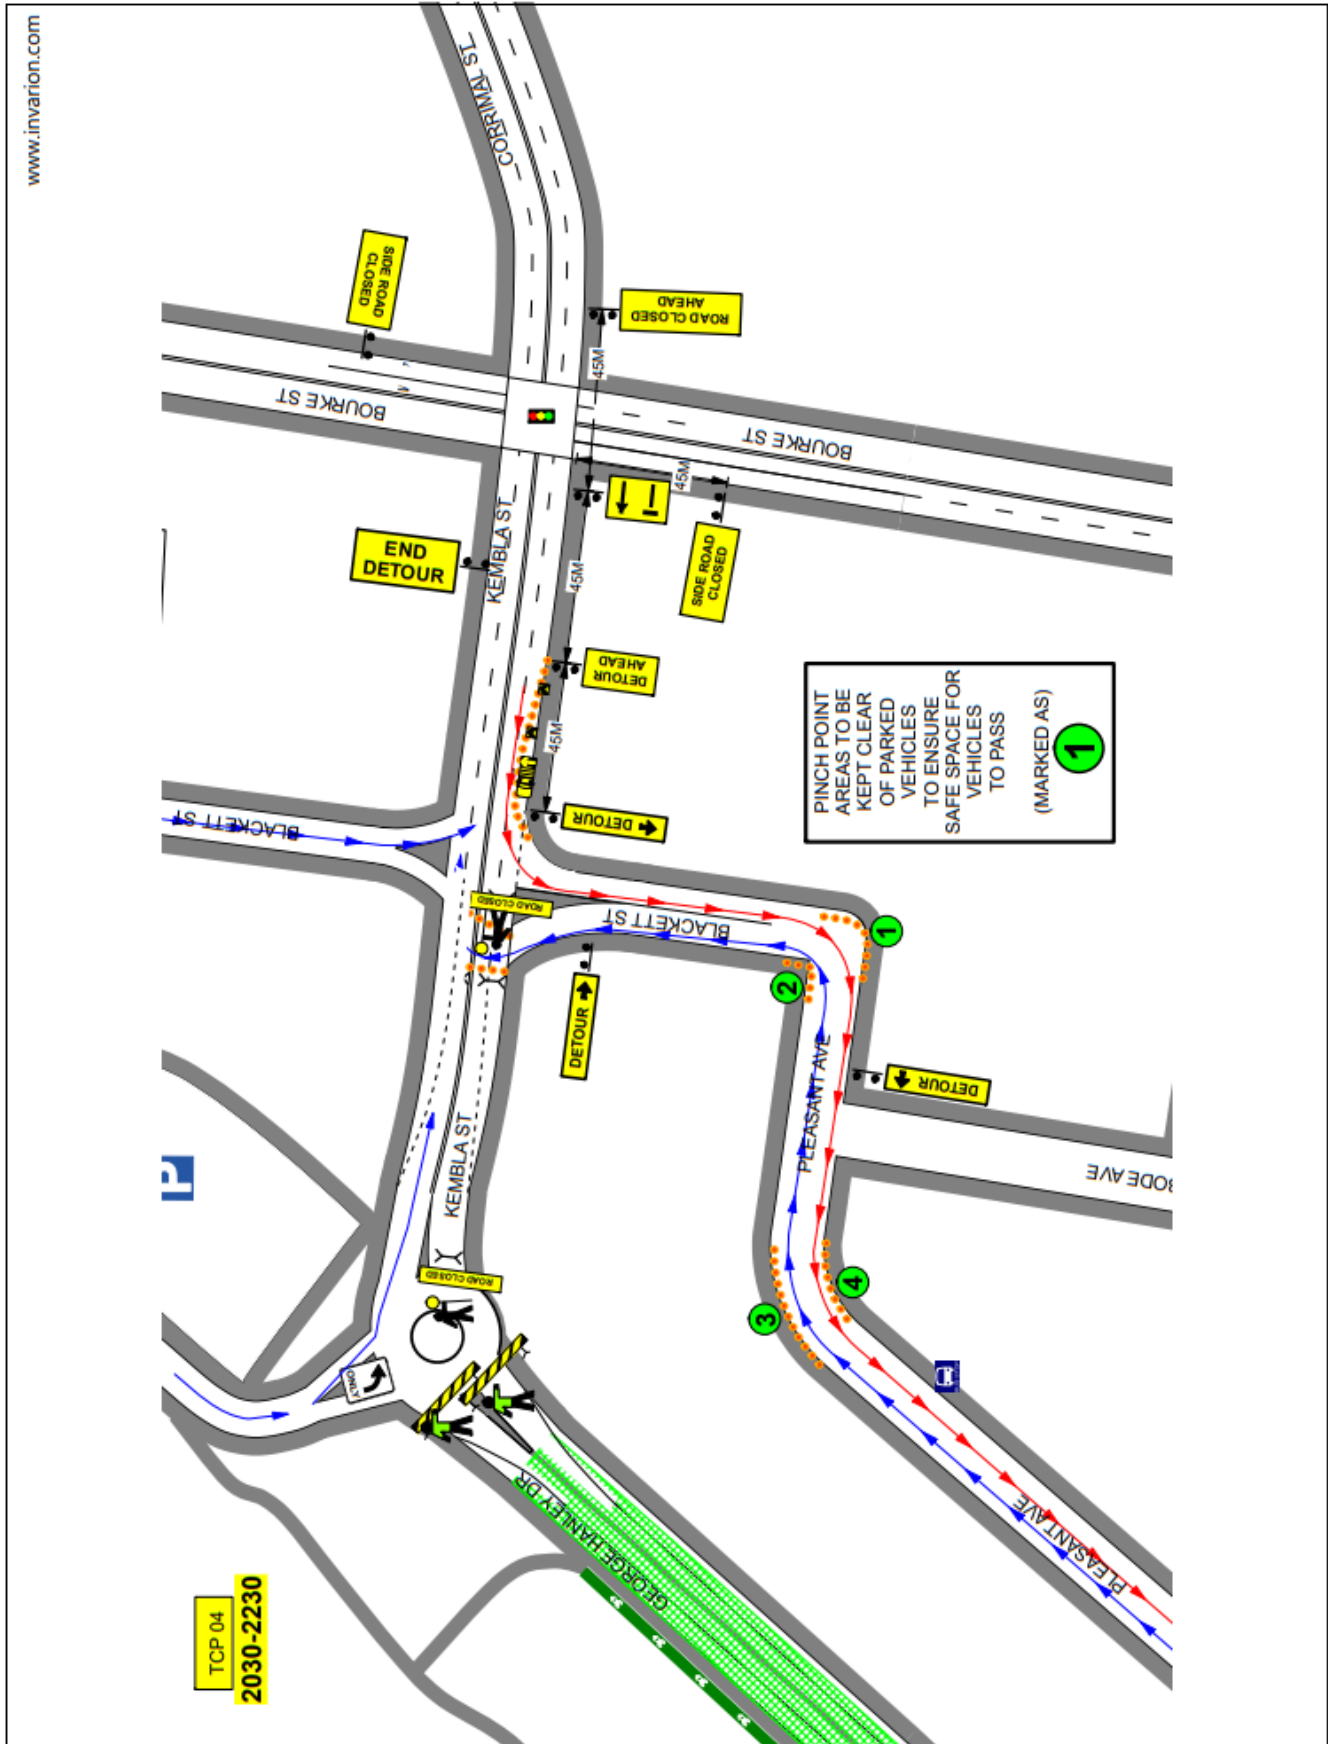 www.invarion.com
CORRIMAL ST.
SIDE ROAD
CLOSED
ROAD CLOSED
AHEAD
45M
BOURKE ST
BOURKE ST
45M
SIDE ROAD
CLOSED
END
DETOUR
KEMBLA ST
45M
DETOUR
AHEAD
45M
DETOUR
BLACKETT ST
ROAD CLOSED
BLACKETT ST
DETOUR
PINCH POINT
AREAS TO BE
KEPT CLEAR
OF PARKED
VEHICLES
TO ENSURE
SAFE SPACE FOR
VEHICLES
TO PASS
(MARKED AS)
1
1
2
PLEASANT AVE
DETOUR
BODE AVE
P
KEMBLA ST
ROAD CLOSED
ONLY
3
4
GEORGE HANLEY DR
PLEASANT AVE
TCP 04
2030-2230